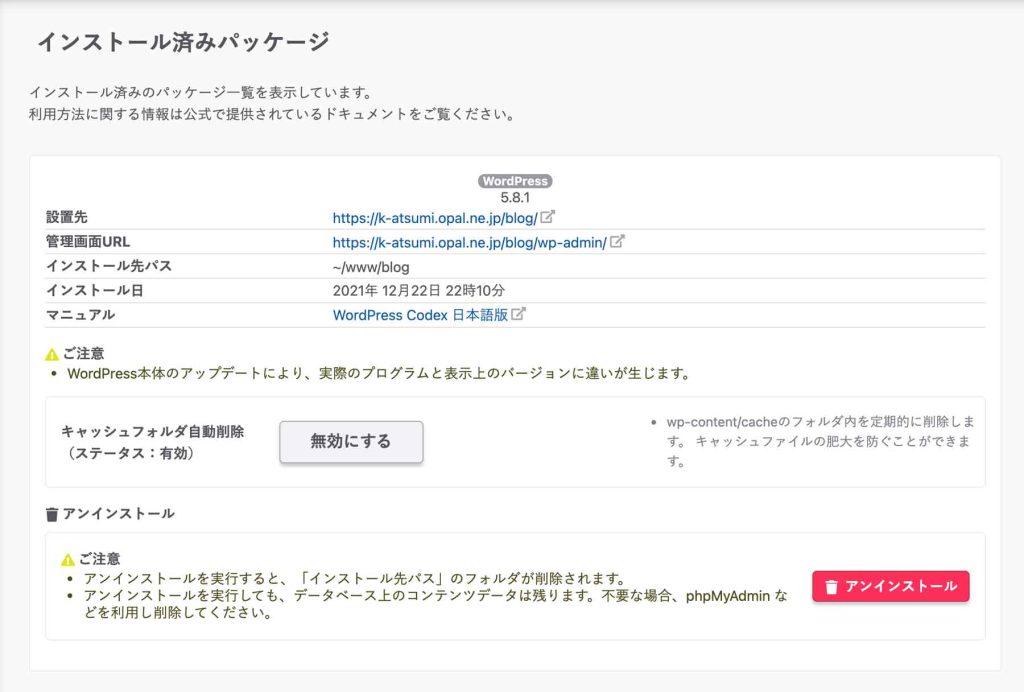 インストール済みパッケージ
インストール済みのパッケージ一覧を表示しています。
利用方法に関する情報は公式で提供されているドキュメントをご覧ください。
WordPress
5.8.1
設置先 https://k-atsumi.opal.ne.jp/blog/
管理画面URL https://k-atsumi.opal.ne.jp/blog/wp-admin/
インストール先パス ~/www/blog
インストール日 2021年 12月22日 22時10分
マニュアル WordPress Codex 日本語版
ご注意
• WordPress本体のアップデートにより、実際のプログラムと表示上のバージョンに違いが生じます。
キャッシュフォルダ自動削除
（ステータス：有効）
無効にする
• wp-content/cacheのフォルダ内を定期的に削除しま
す。 キャッシュファイルの肥大を防ぐことができま
す。
アンインストール
ご注意
• アンインストールを実行すると、「インストール先パス」のフォルダが削除されます。
• アンインストールを実行しても、データベース上のコンテンツデータは残ります。不要な場合、phpMyAdmin な
どを利用し削除してください。
アンインストール